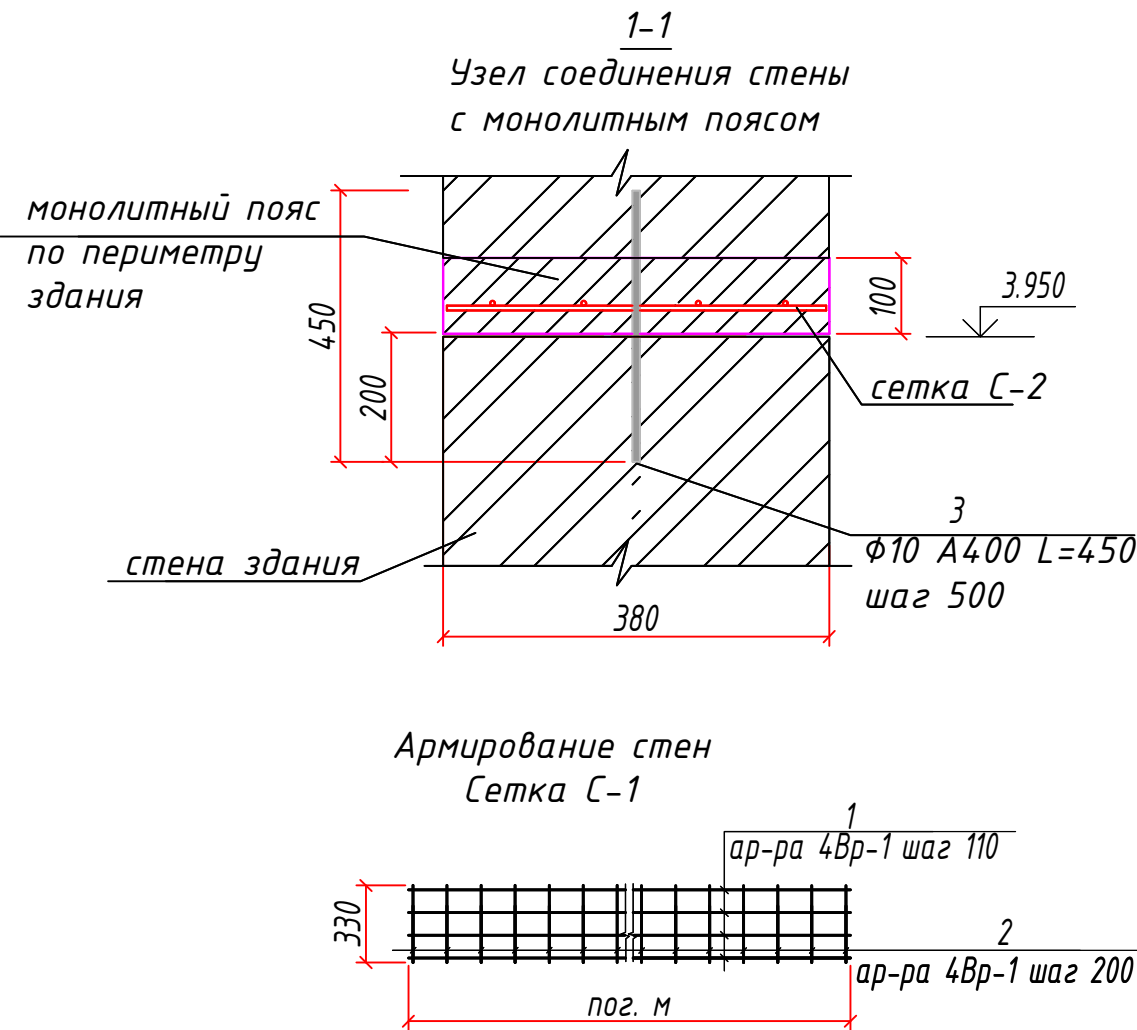 1-1
Узел соединения стены
с монолитным поясом
монолитный пояс
по периметру
здания
450
200
100
3.950
сетка С-2
стена здания
3
Ф10 А400 L=450
шаг 500
380
Армирование стен
Сетка С-1
1
ар-ра 4Вр-1 шаг 110
330
2
ар-ра 4Вр-1 шаг 200
пог. м